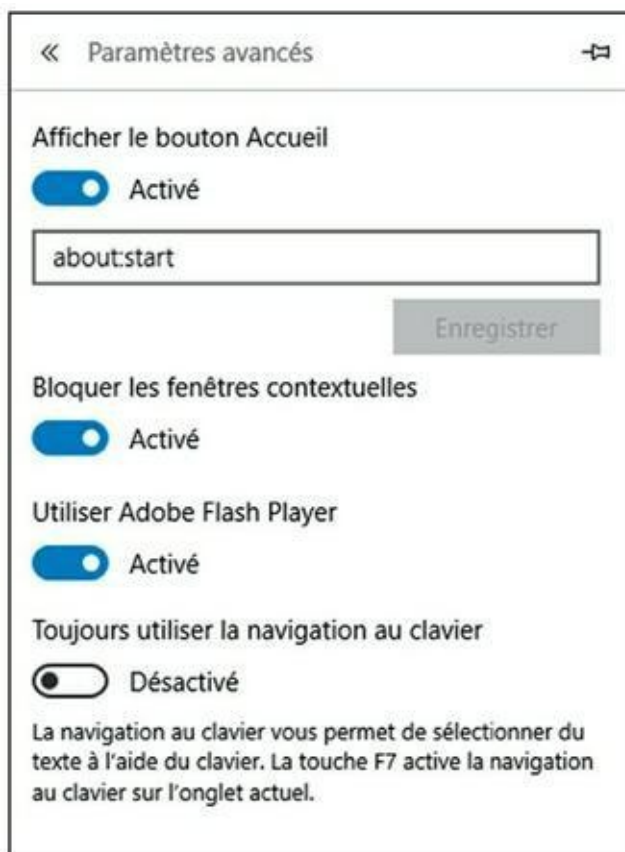 Paramètres avancés
Afficher le bouton Accueil
Activé
about:start
Enregistrer
Bloquer les fenêtres contextuelles
Activé
Utiliser Adobe Flash Player
Activé
Toujours utiliser la navigation au clavier
Désactivé
La navigation au clavier vous permet de sélectionner du
texte à l'aide du clavier. La touche F7 active la navigation
au clavier sur l'onglet actuel.